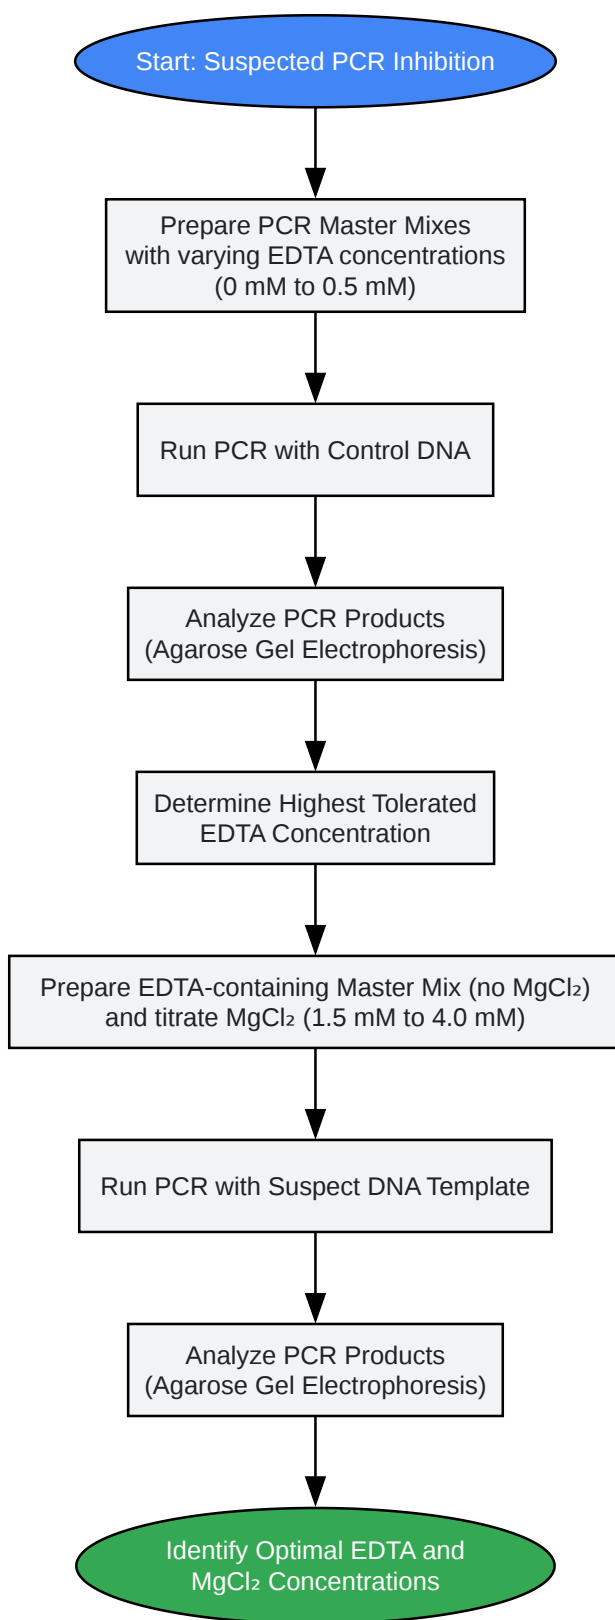 Start: Suspected PCR Inhibition
Prepare PCR Master Mixes
with varying EDTA concentrations
(0 mM to 0.5 mM)
Run PCR with Control DNA
Analyze PCR Products
(Agarose Gel Electrophoresis)
Determine Highest Tolerated
EDTA Concentration
Prepare EDTA-containing Master Mix (no MgCl₂)
and titrate MgCl₂ (1.5 mM to 4.0 mM)
Run PCR with Suspect DNA Template
Analyze PCR Products
(Agarose Gel Electrophoresis)
Identify Optimal EDTA and
MgCl₂ Concentrations